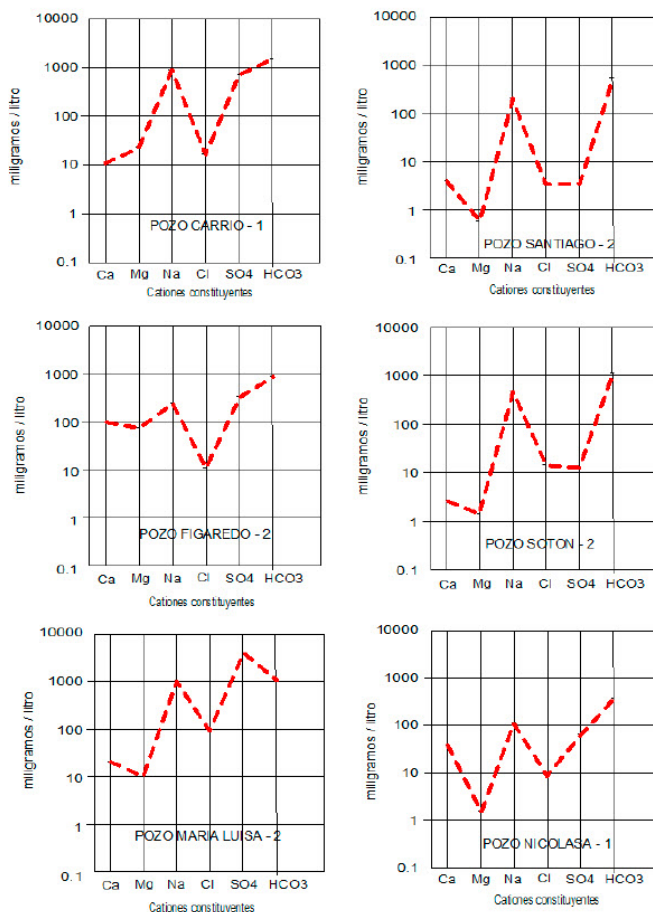 10000
1000
100
10
1
0.1
miligramos / litro
POZO CARRIO - 1
Ca Mg Na Cl SO4 HCO3
Cationes constituyentes
10000
1000
100
10
1
0.1
miligramos / litro
POZO SANTIAGO - 2
Ca Mg Na Cl SO4 HCO3
Cationes constituyentes
10000
1000
100
10
1
0.1
miligramos / litro
POZO FIGAREDO - 2
Ca Mg Na Cl SO4 HCO3
Cationes constituyentes
10000
1000
100
10
1
0.1
miligramos / litro
POZO SOTON - 2
Ca Mg Na Cl SO4 HCO3
10000
1000
100
10
1
0.1
miligramos / litro
POZO MARIA LUISA - 2
Ca Mg Na Cl SO4 HCO3
Cationes constituyentes
10000
1000
100
10
1
0.1
miligramos / litro
POZO NICOLASA - 1
Ca Mg Na Cl SO4 HCO3
Cationes constituyentes